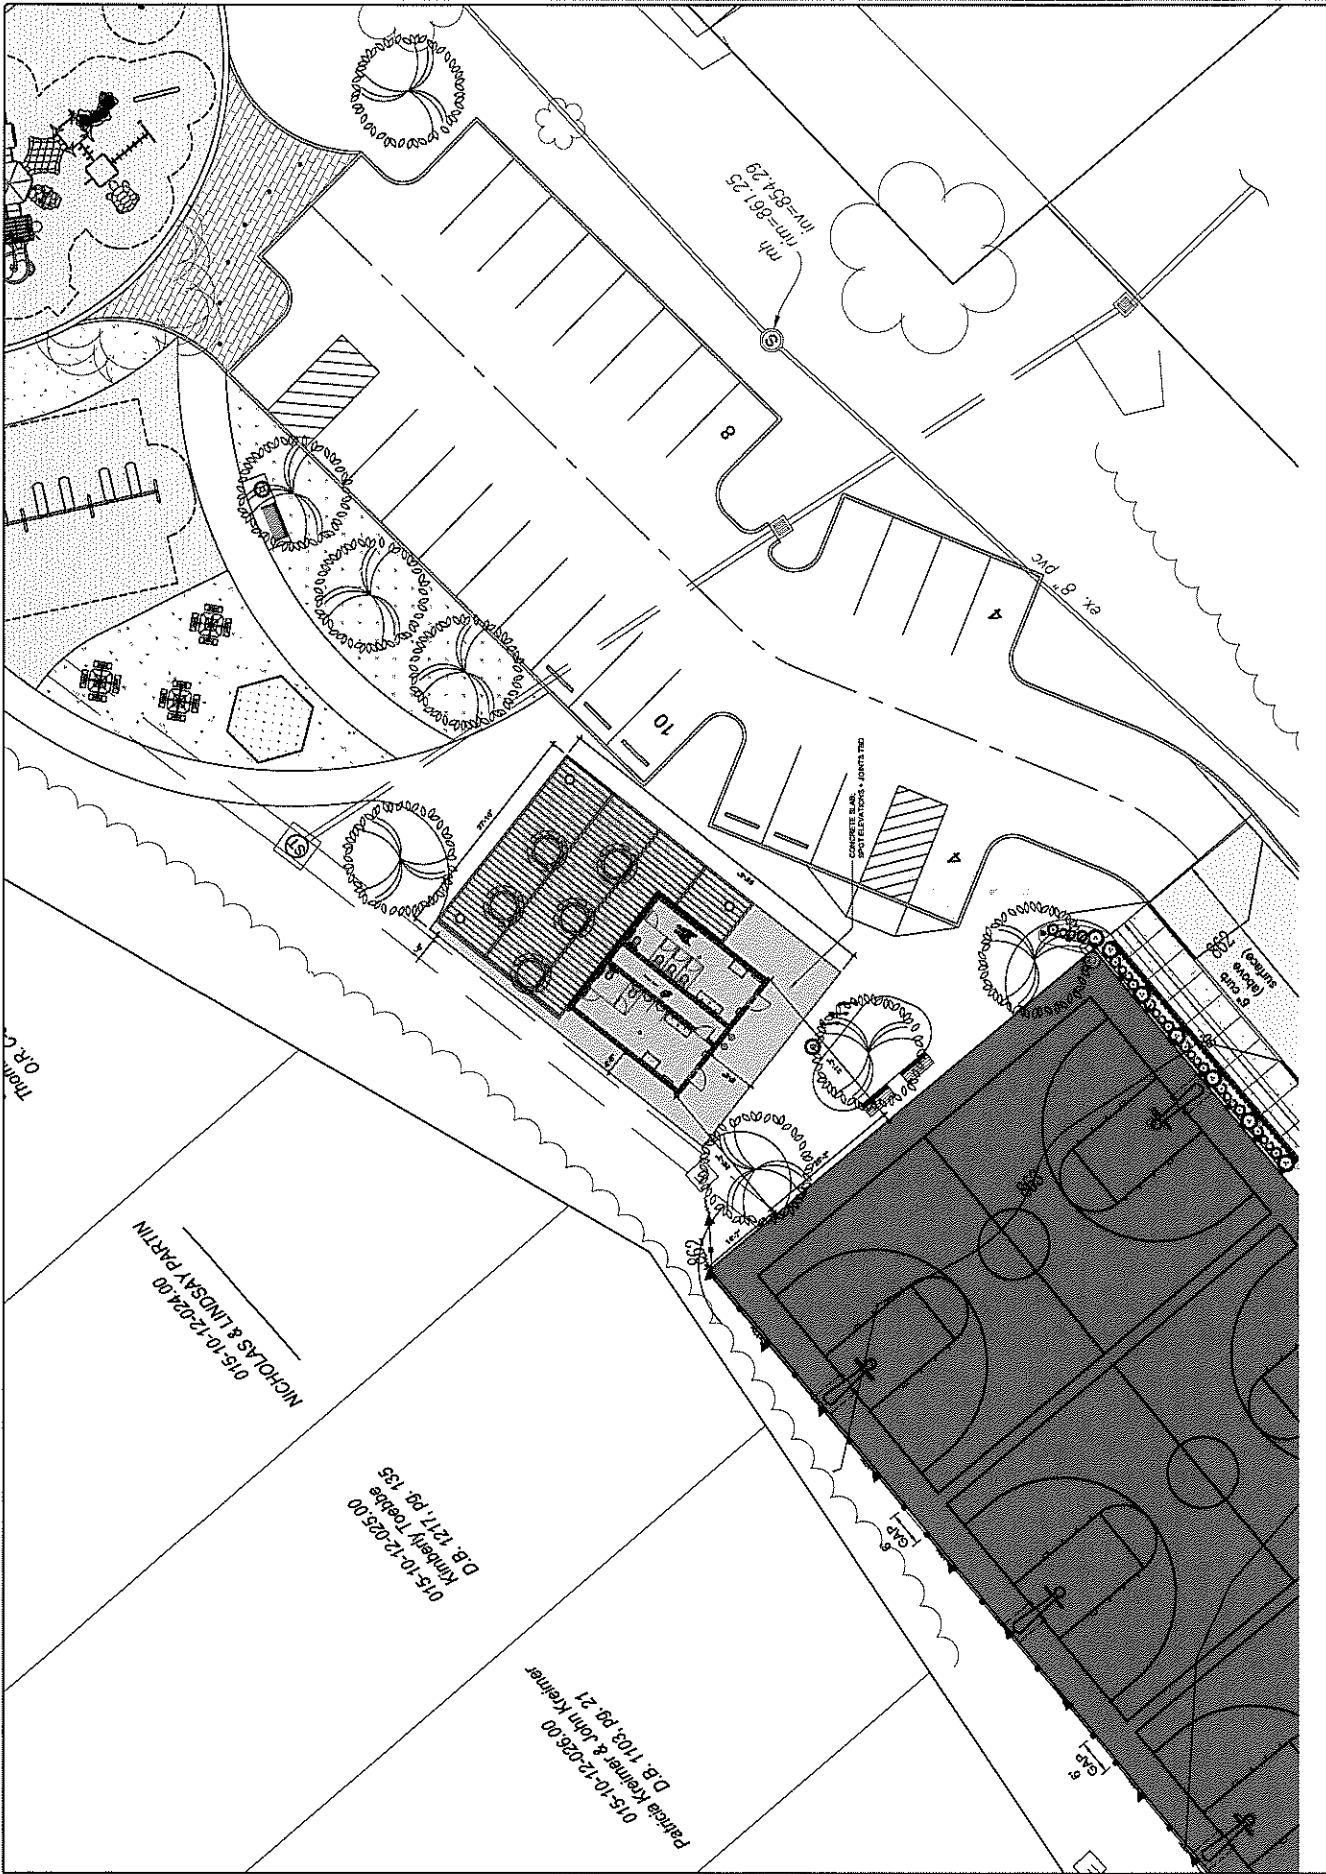 mh
rim=861.25
inv=854.29
8
4
ex. 8" pvc
10
CONCRETE SLAB,
SPOT ELEVATIONS + JOINTS TBD
4
ST
S
6" curb
(above
surface)
862
863
6'
GAP
6'
GAP
015-10-12-024.00
NICHOLAS & LINDSAY PARTIN
015-10-12-025.00
Kimberly Toebbe
D.B. 1217, pg. 135
015-10-12-026.00
Patricia Kreimer & John Kreimer
D.B. 1103, pg. 21